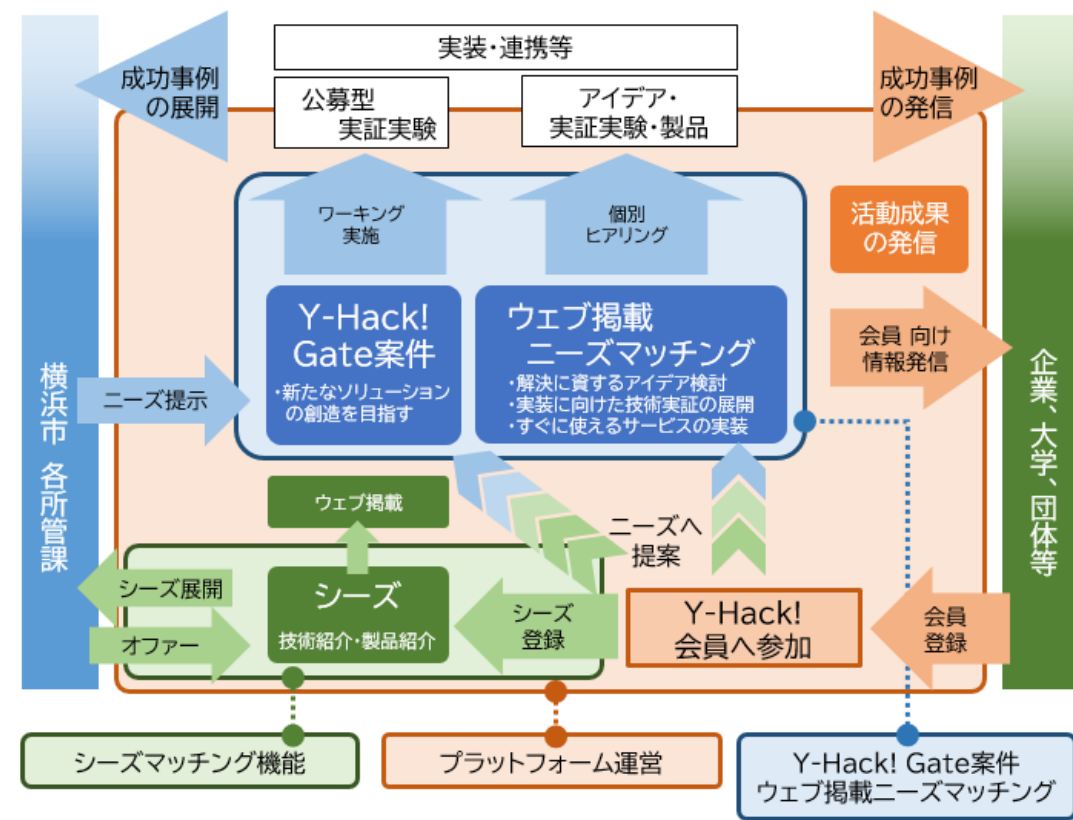 実装・連携等
成功事例
の展開
公募型
実証実験
アイデア・
実証実験・製品
成功事例
の発信
ワーキング
実施
個別
ヒアリング
活動成果
の発信
Y-Hack!
Gate案件
・新たなソリューション
の創造を目指す
ウェブ掲載
ニーズマッチング
・解決に資するアイデア検討
・実装に向けた技術実証の展開
・すぐに使えるサービスの実装
会員 向け
情報発信
横浜市 各所管課
ニーズ提示
企業、大学、団体等
ウェブ掲載
ニーズへ
提案
シーズ展開
オファー
シーズ
技術紹介・製品紹介
シーズ
登録
Y-Hack!
会員へ参加
会員
登録
シーズマッチング機能
プラットフォーム運営
Y-Hack! Gate案件
ウェブ掲載ニーズマッチング